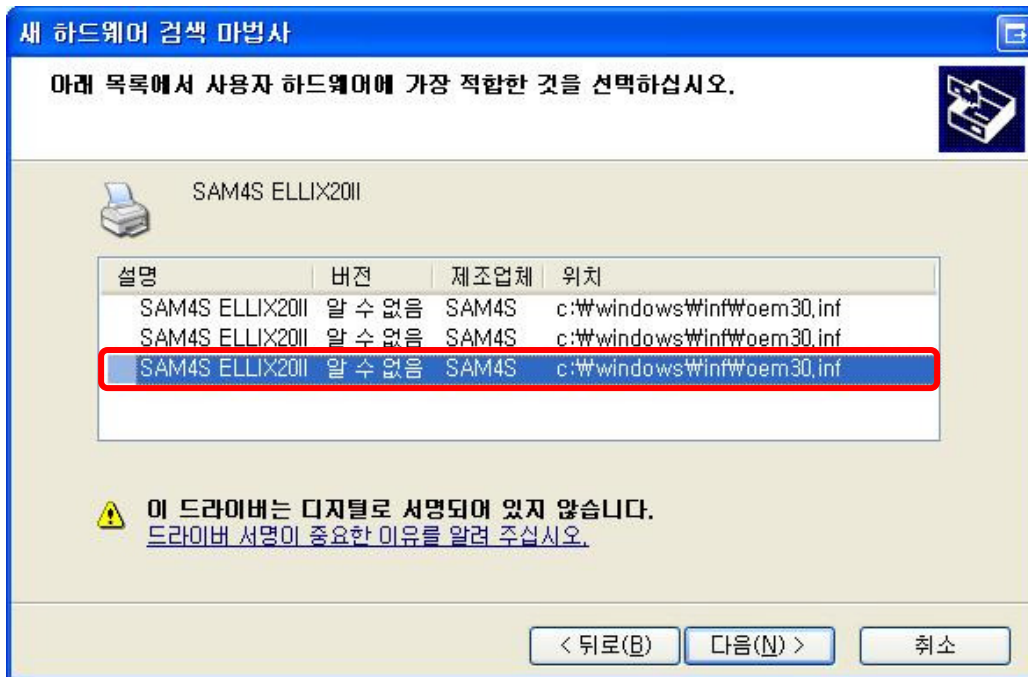 새 하드웨어 검색 마법사
아래 목록에서 사용자 하드웨어에 가장 적합한 것을 선택하십시오.
SAM4S ELLIX20II
설명 버전 제조업체 위치
SAM4S ELLIX20II 알 수 없음 SAM4S c:₩windows₩inf₩oem30.inf
SAM4S ELLIX20II 알 수 없음 SAM4S c:₩windows₩inf₩oem30.inf
SAM4S ELLIX20II 알 수 없음 SAM4S c:₩windows₩inf₩oem30.inf
이 드라이버는 디지털로 서명되어 있지 않습니다.
드라이버 서명이 중요한 이유를 알려 주십시오.
< 뒤로(B) 다음(N) > 취소